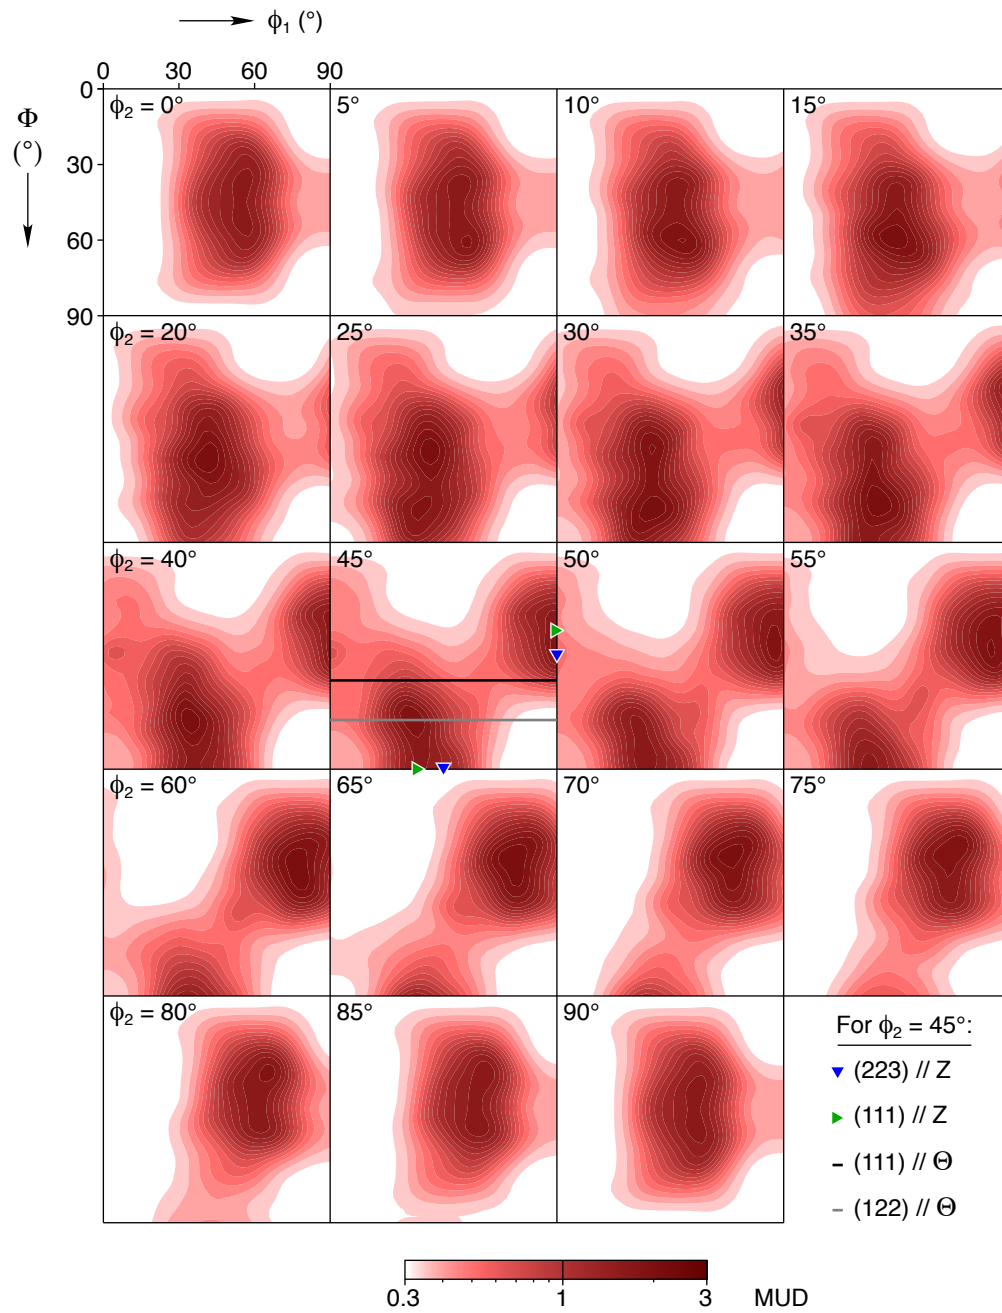 ϕ₁ (°)
0 30 60 90
Φ
(°)
0
30
60
90
ϕ₂ = 0° 5° 10° 15°
ϕ₂ = 20° 25° 30° 35°
ϕ₂ = 40° 45° 50° 55°
ϕ₂ = 60° 65° 70° 75°
ϕ₂ = 80° 85° 90°
For ϕ₂ = 45°:
(223) // Z
(111) // Z
(111) // Θ
(122) // Θ
0.3 1 3 MUD